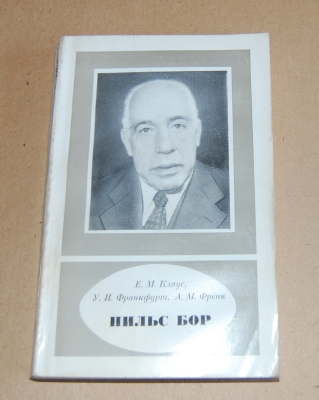 Е. М. Кляус,
У. И. Франкфурт, А. М. Френк
НИЛЬС БОР